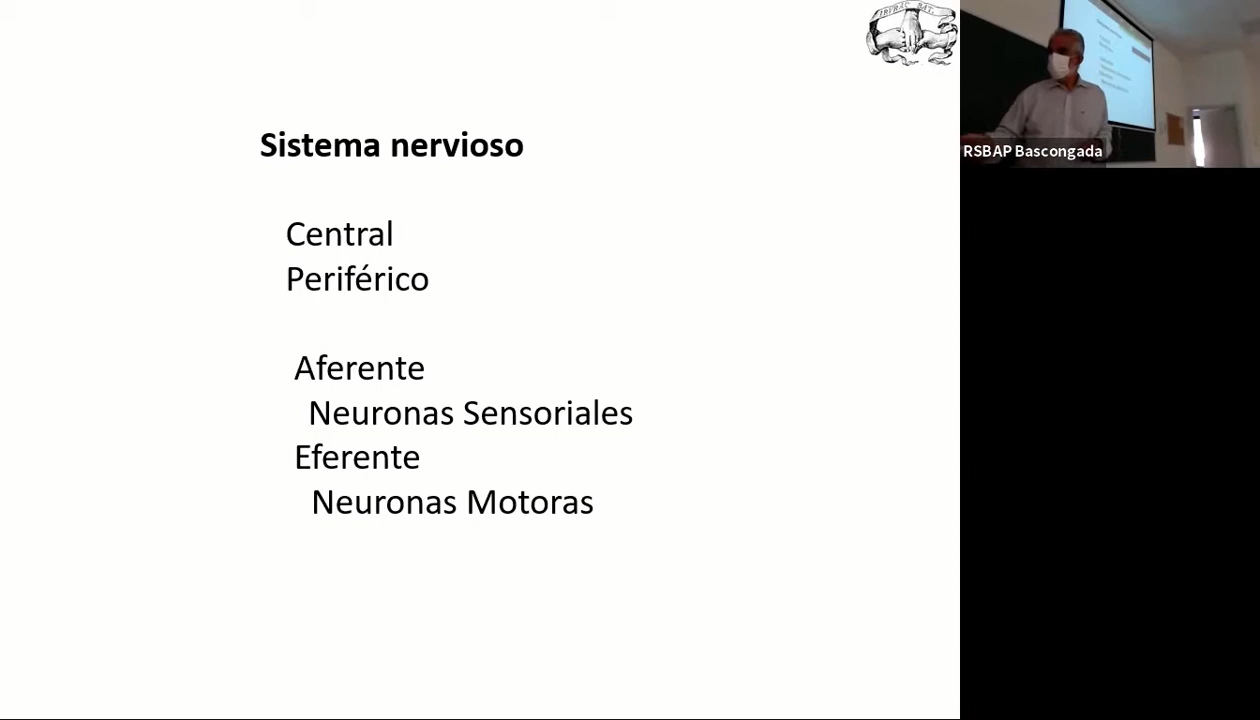 Sistema nervioso
Central
Periférico
Aferente
Neuronas Sensoriales
Eferente
Neuronas Motoras
RSBAP Bascongada